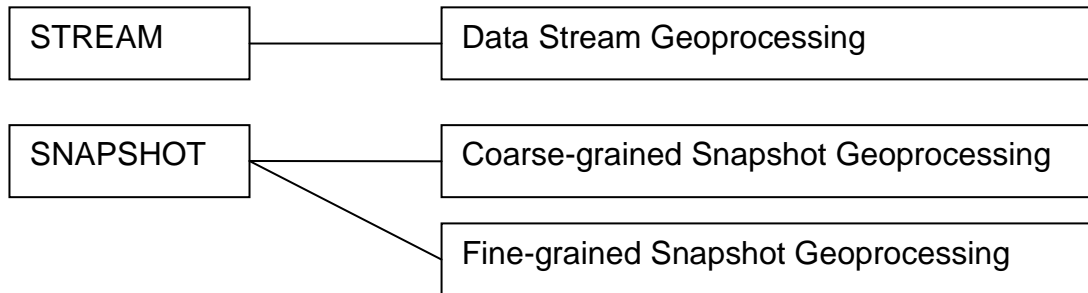 STREAM
Data Stream Geoprocessing
SNAPSHOT
Coarse-grained Snapshot Geoprocessing
Fine-grained Snapshot Geoprocessing